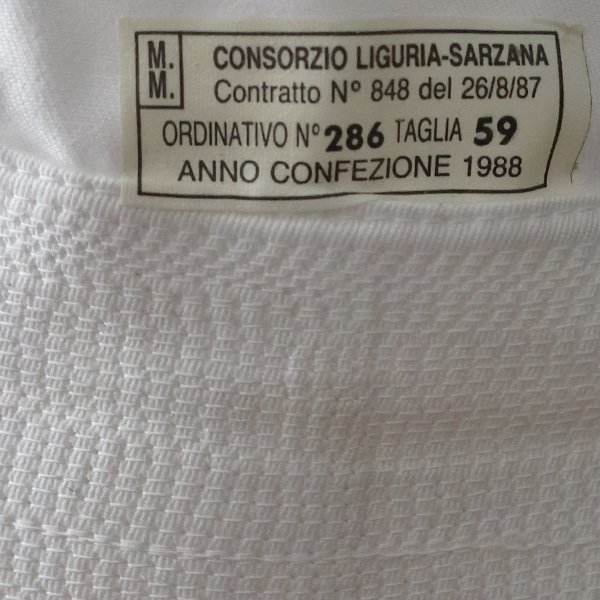 M. M.
CONSORZIO LIGURIA-SARZANA
Contratto N° 848 del 26/8/87
ORDINATIVO N° 286 TAGLIA 59
ANNO CONFEZIONE 1988